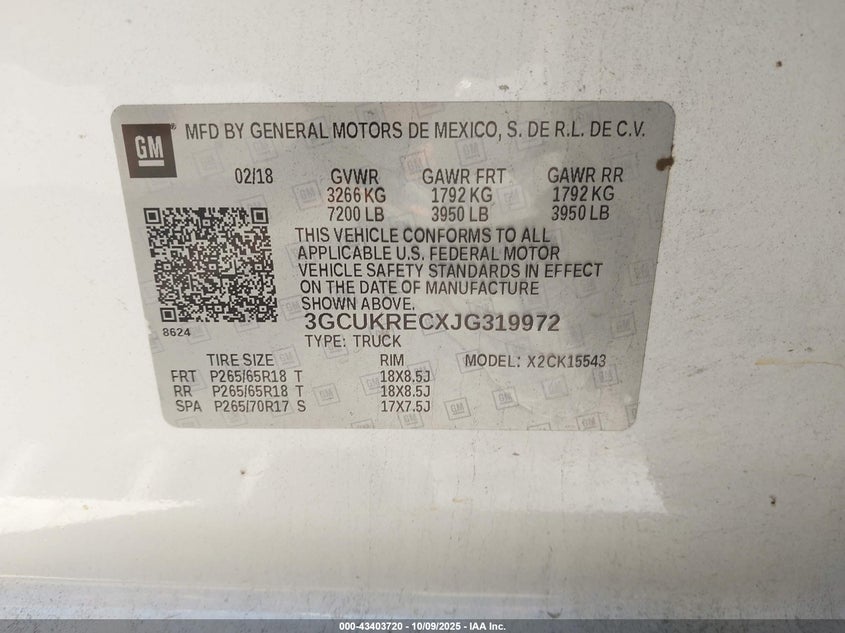 GM ® MFD BY GENERAL MOTORS DE MEXICO, S. DE R.L. DE C.V.
02/18 GVWR GAWR FRT GAWR RR
3266 KG 1792 KG 1792 KG
7200 LB 3950 LB 3950 LB
THIS VEHICLE CONFORMS TO ALL
APPLICABLE U.S. FEDERAL MOTOR
VEHICLE SAFETY STANDARDS IN EFFECT
ON THE DATE OF MANUFACTURE
SHOWN ABOVE.
8624
3GCUKRECXJG319972
TYPE: TRUCK
TIRE SIZE RIM MODEL: X2CK15543
FRT P265/65R18 T 18X8.5J
RR P265/65R18 T 18X8.5J
SPA P265/70R17 S 17X7.5J
000-43403720 - 10/09/2025 - IAA Inc.